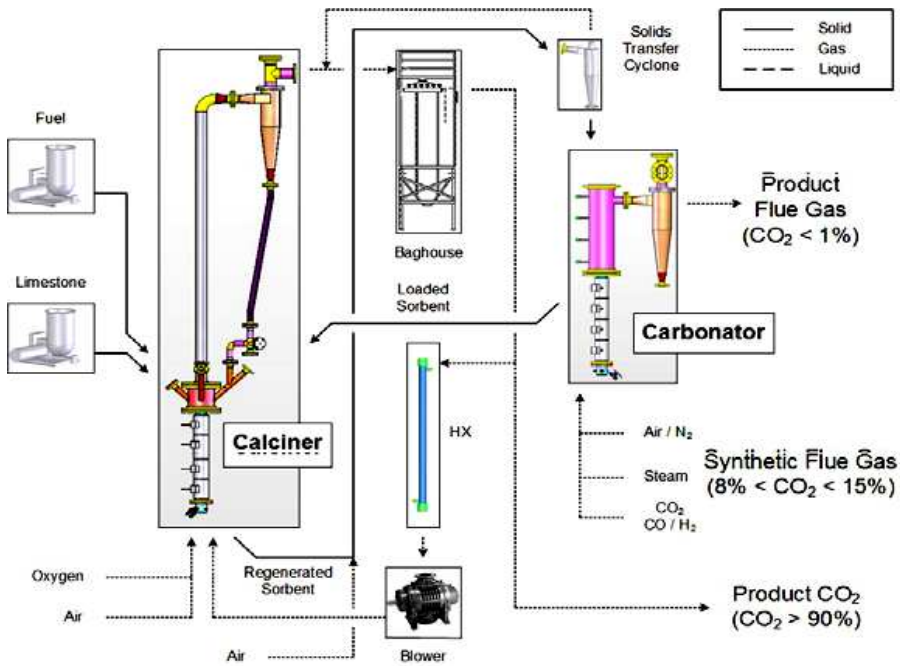 Solids
Transfer
Cyclone
Solid
Gas
Liquid
Fuel
Limestone
Baghouse
Loaded
Sorbent
Product
Flue Gas
(CO₂ < 1%)
Carbonator
Calciner
HX
Air / N₂
Steam
CO₂
CO / H₂
Synthetic Flue Gas
(8% < CO₂ < 15%)
Oxygen
Air
Regenerated
Sorbent
Air
Blower
Product CO₂
(CO₂ > 90%)